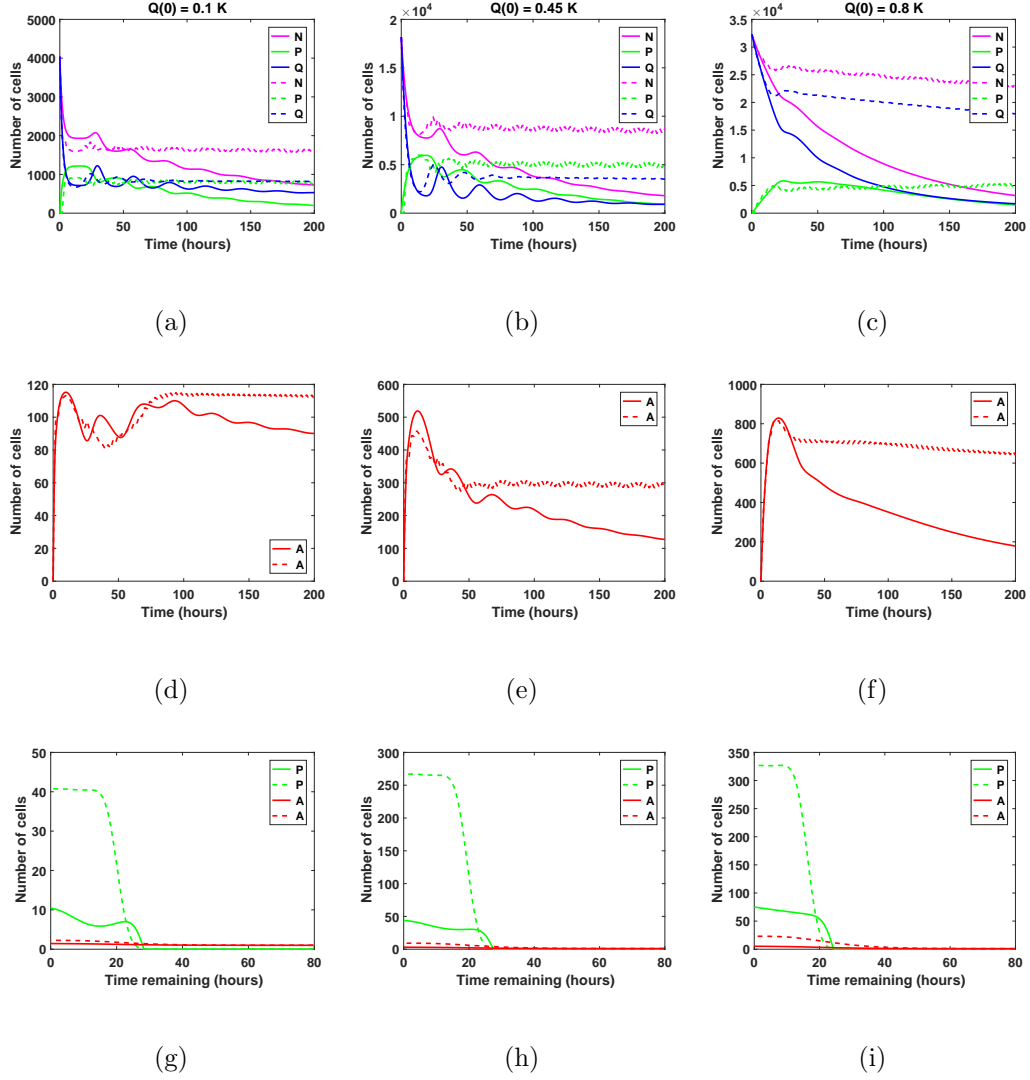 Q(0) = 0.1 K
Number of cells
5000
4000
3000
2000
1000
0
0 50 100 150 200
Time (hours)
N
P
Q
N
P
Q
(a)
Q(0) = 0.45 K
×10⁴
Number of cells
2
1.5
1
0.5
0
0 50 100 150 200
Time (hours)
N
P
Q
N
P
Q
(b)
Q(0) = 0.8 K
×10⁴
Number of cells
3.5
3
2.5
2
1.5
1
0.5
0
0 50 100 150 200
Time (hours)
N
P
Q
N
P
Q
(c)
Number of cells
120
100
80
60
40
20
0
0 50 100 150 200
Time (hours)
A
A
(d)
Number of cells
600
500
400
300
200
100
0
0 50 100 150 200
Time (hours)
A
A
(e)
Number of cells
1000
800
600
400
200
0
0 50 100 150 200
Time (hours)
A
A
(f)
Number of cells
50
40
30
20
10
0
0 20 40 60 80
Time remaining (hours)
P
P
A
A
(g)
Number of cells
300
250
200
150
100
50
0
0 20 40 60 80
Time remaining (hours)
P
P
A
A
(h)
Number of cells
350
300
250
200
150
100
50
0
0 20 40 60 80
Time remaining (hours)
P
P
A
A
(i)